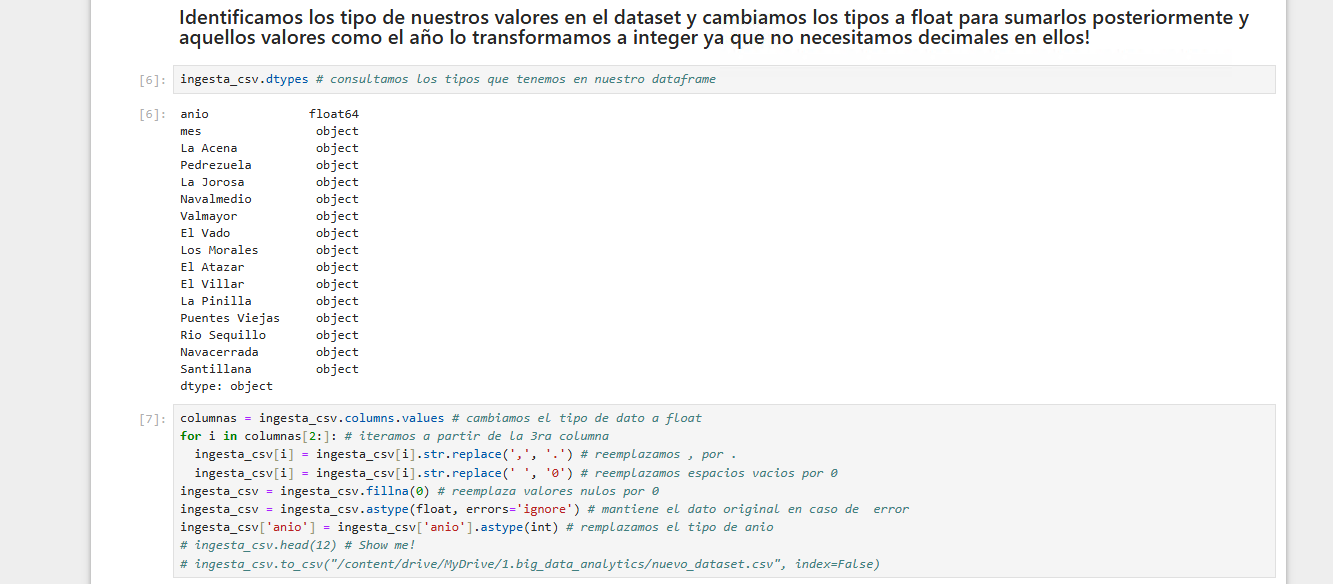 Identificamos los tipo de nuestros valores en el dataset y cambiamos los tipos a float para sumarlos posteriormente y
aquellos valores como el año lo transformamos a integer ya que no necesitamos decimales en ellos!
[6]: ingesta_csv.dtypes # consultamos los tipos que tenemos en nuestro dataframe
[6]: anio float64
mes object
La Acena object
Pedrezuela object
La Jorosa object
Navalmedio object
Valmayor object
El Vado object
Los Morales object
El Atazar object
El Villar object
La Pinilla object
Puentes Viejas object
Rio Sequillo object
Navacerrada object
Santillana object
dtype: object
[7]: columnas = ingesta_csv.columns.values # cambiamos el tipo de dato a float
for i in columnas[2:]: # iteramos a partir de la 3ra columna
  ingesta_csv[i] = ingesta_csv[i].str.replace(',', '.') # reemplazamos , por .
  ingesta_csv[i] = ingesta_csv[i].str.replace(' ', '0') # reemplazamos espacios vacios por 0
ingesta_csv = ingesta_csv.fillna(0) # reemplaza valores nulos por 0
ingesta_csv = ingesta_csv.astype(float, errors='ignore') # mantiene el dato original en caso de  error
ingesta_csv['anio'] = ingesta_csv['anio'].astype(int) # remplazamos el tipo de anio
# ingesta_csv.head(12) # Show me!
# ingesta_csv.to_csv("/content/drive/MyDrive/1.big_data_analytics/nuevo_dataset.csv", index=False)